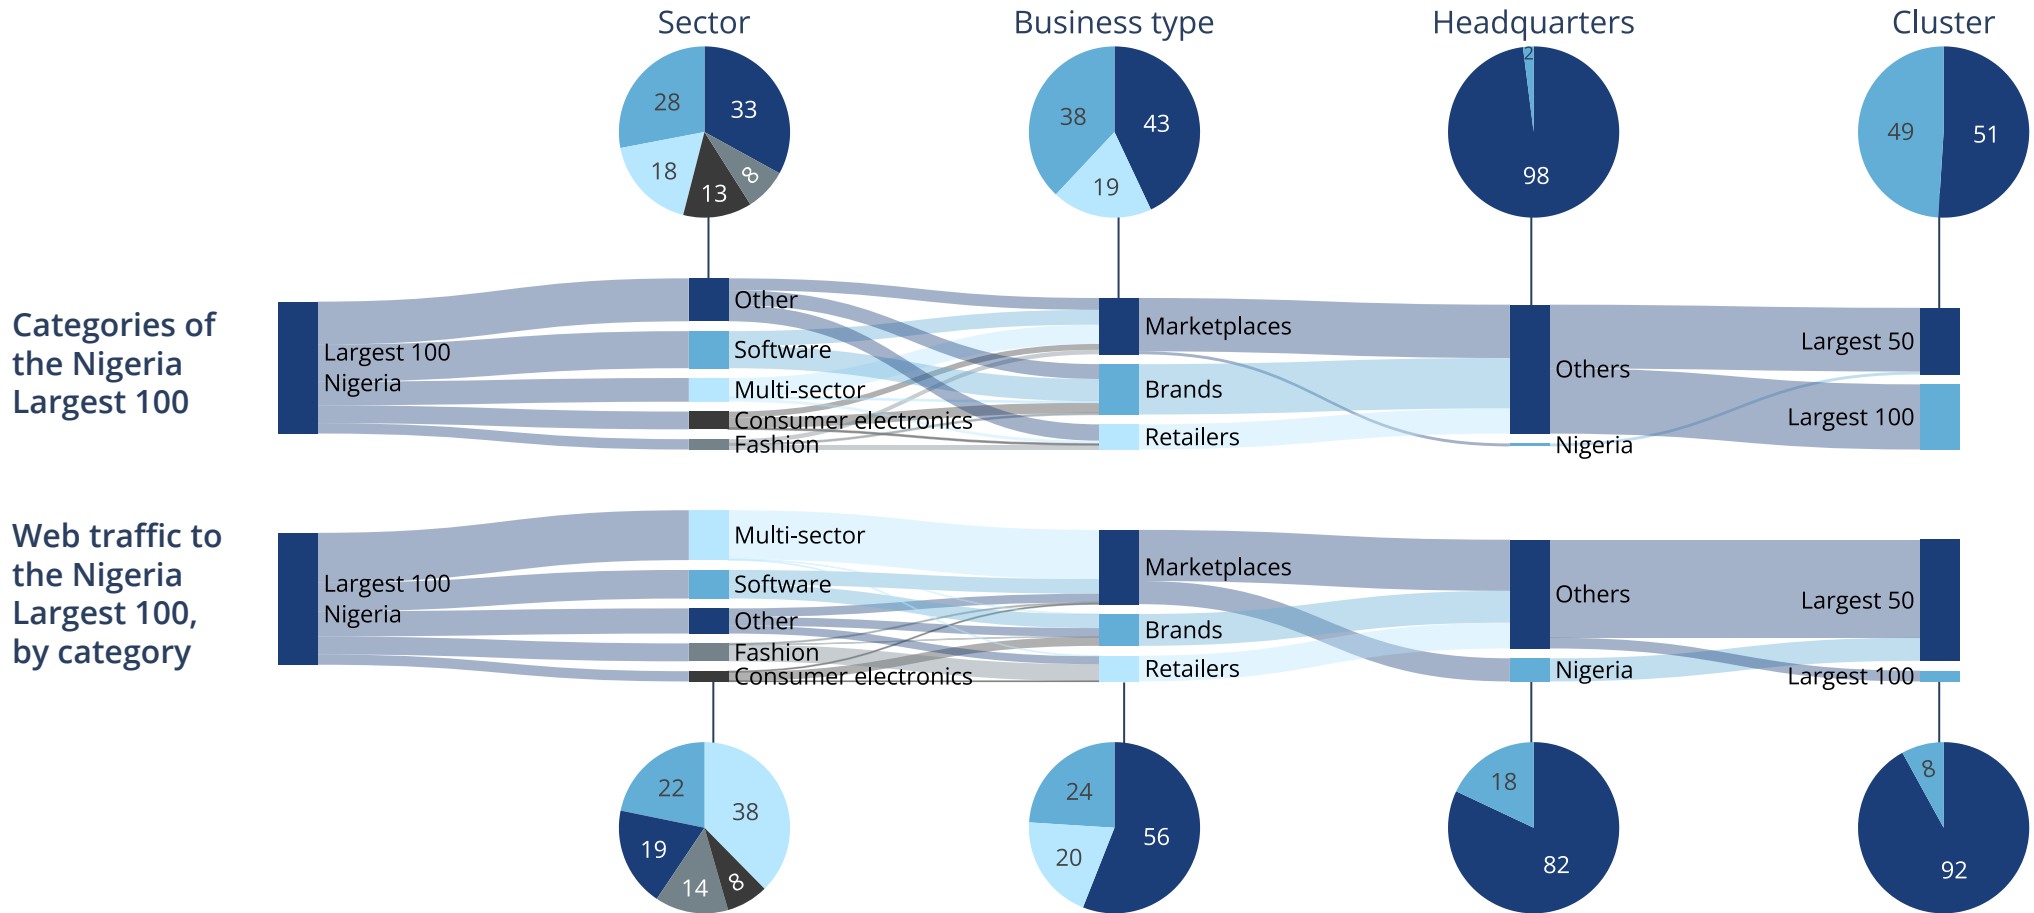 Sector
Business type
Headquarters
Cluster
28
33
18
13
8
38
43
19
2
98
49
51
Categories of
the Nigeria
Largest 100
Largest 100
Nigeria
Other
Software
Multi-sector
Consumer electronics
Fashion
Marketplaces
Brands
Retailers
Others
Nigeria
Largest 50
Largest 100
Web traffic to
the Nigeria
Largest 100,
by category
Largest 100
Nigeria
Multi-sector
Software
Other
Fashion
Consumer electronics
Marketplaces
Brands
Retailers
Others
Nigeria
Largest 50
Largest 100
22
38
19
14
8
24
56
20
18
82
8
92